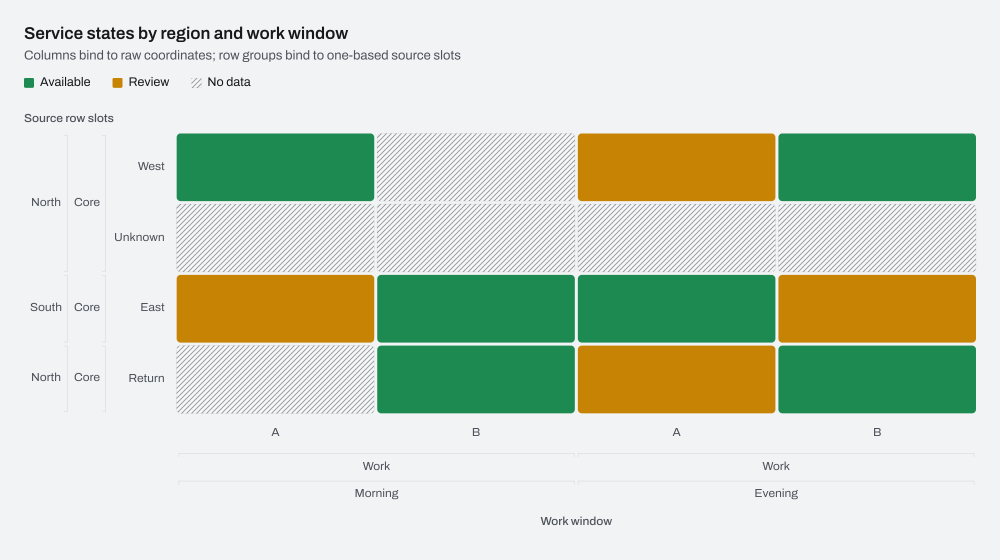 Service states by region and work window
Columns bind to raw coordinates; row groups bind to one-based source slots
Available Review No data
Source row slots
West
North Core
Unknown
South Core East
North Core Return
A B A B
Work Work
Morning Evening
Work window